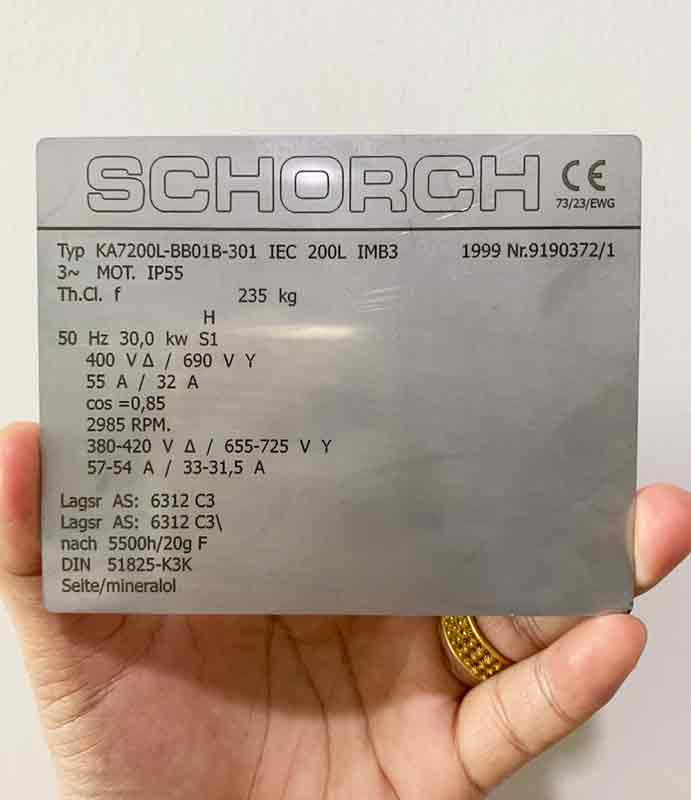 SCHORCH CE
73/23/EWG
Typ KA7200L-BB01B-301 IEC 200L IMB3 1999 Nr.9190372/1
3~ MOT. IP55
Th.Cl. f 235 kg
H
50 Hz 30,0 kw S1
400 V Δ / 690 V Y
55 A / 32 A
cos =0,85
2985 RPM.
380-420 V Δ / 655-725 V Y
57-54 A / 33-31,5 A
Lagsr AS: 6312 C3
Lagsr AS: 6312 C3\
nach 5500h/20g F
DIN 51825-K3K
Seite/mineralol